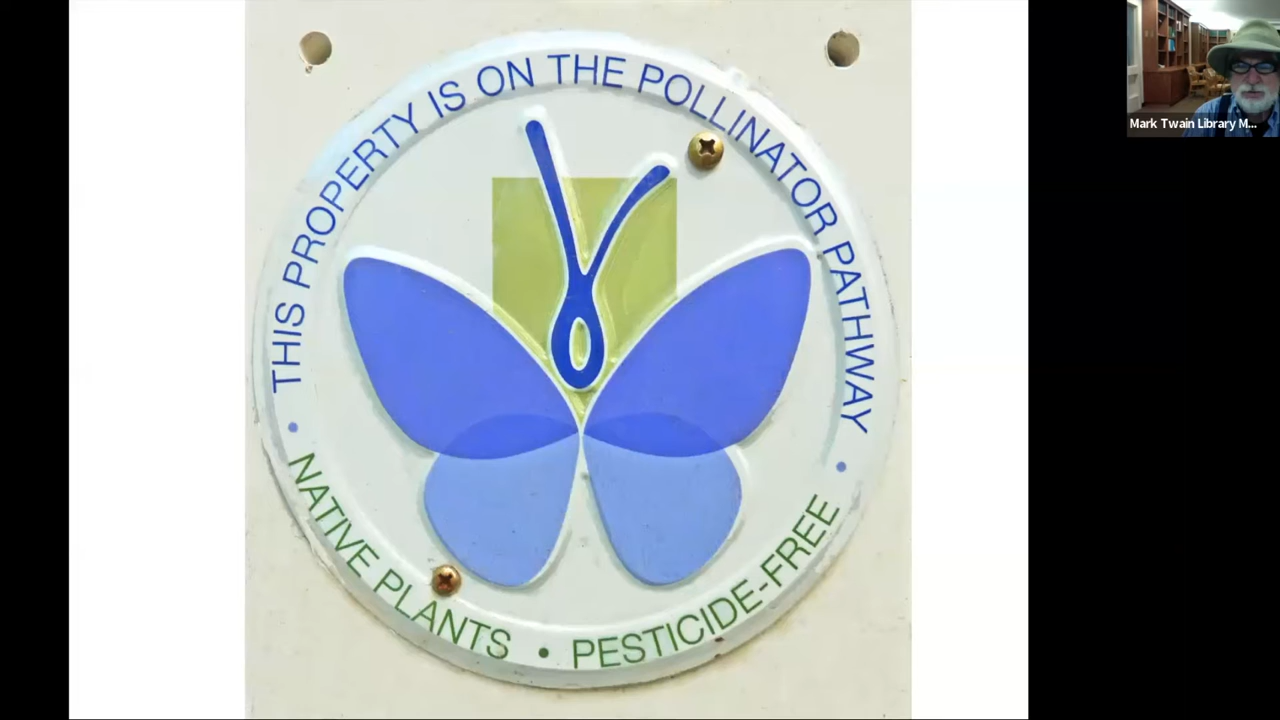 THIS PROPERTY IS ON THE POLLINATOR PATHWAY
• NATIVE PLANTS • PESTICIDE-FREE •
Mark Twain Library M...